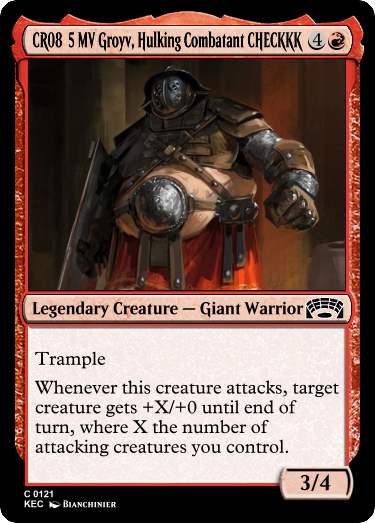 CR08 5 MV Groyv, Hulking Combatant CHECKKK 4
Legendary Creature — Giant Warrior
Trample
Whenever this creature attacks, target
creature gets +X/+0 until end of
turn, where X the number of
attacking creatures you control.
3/4
C 0121
KEC Bianchinier